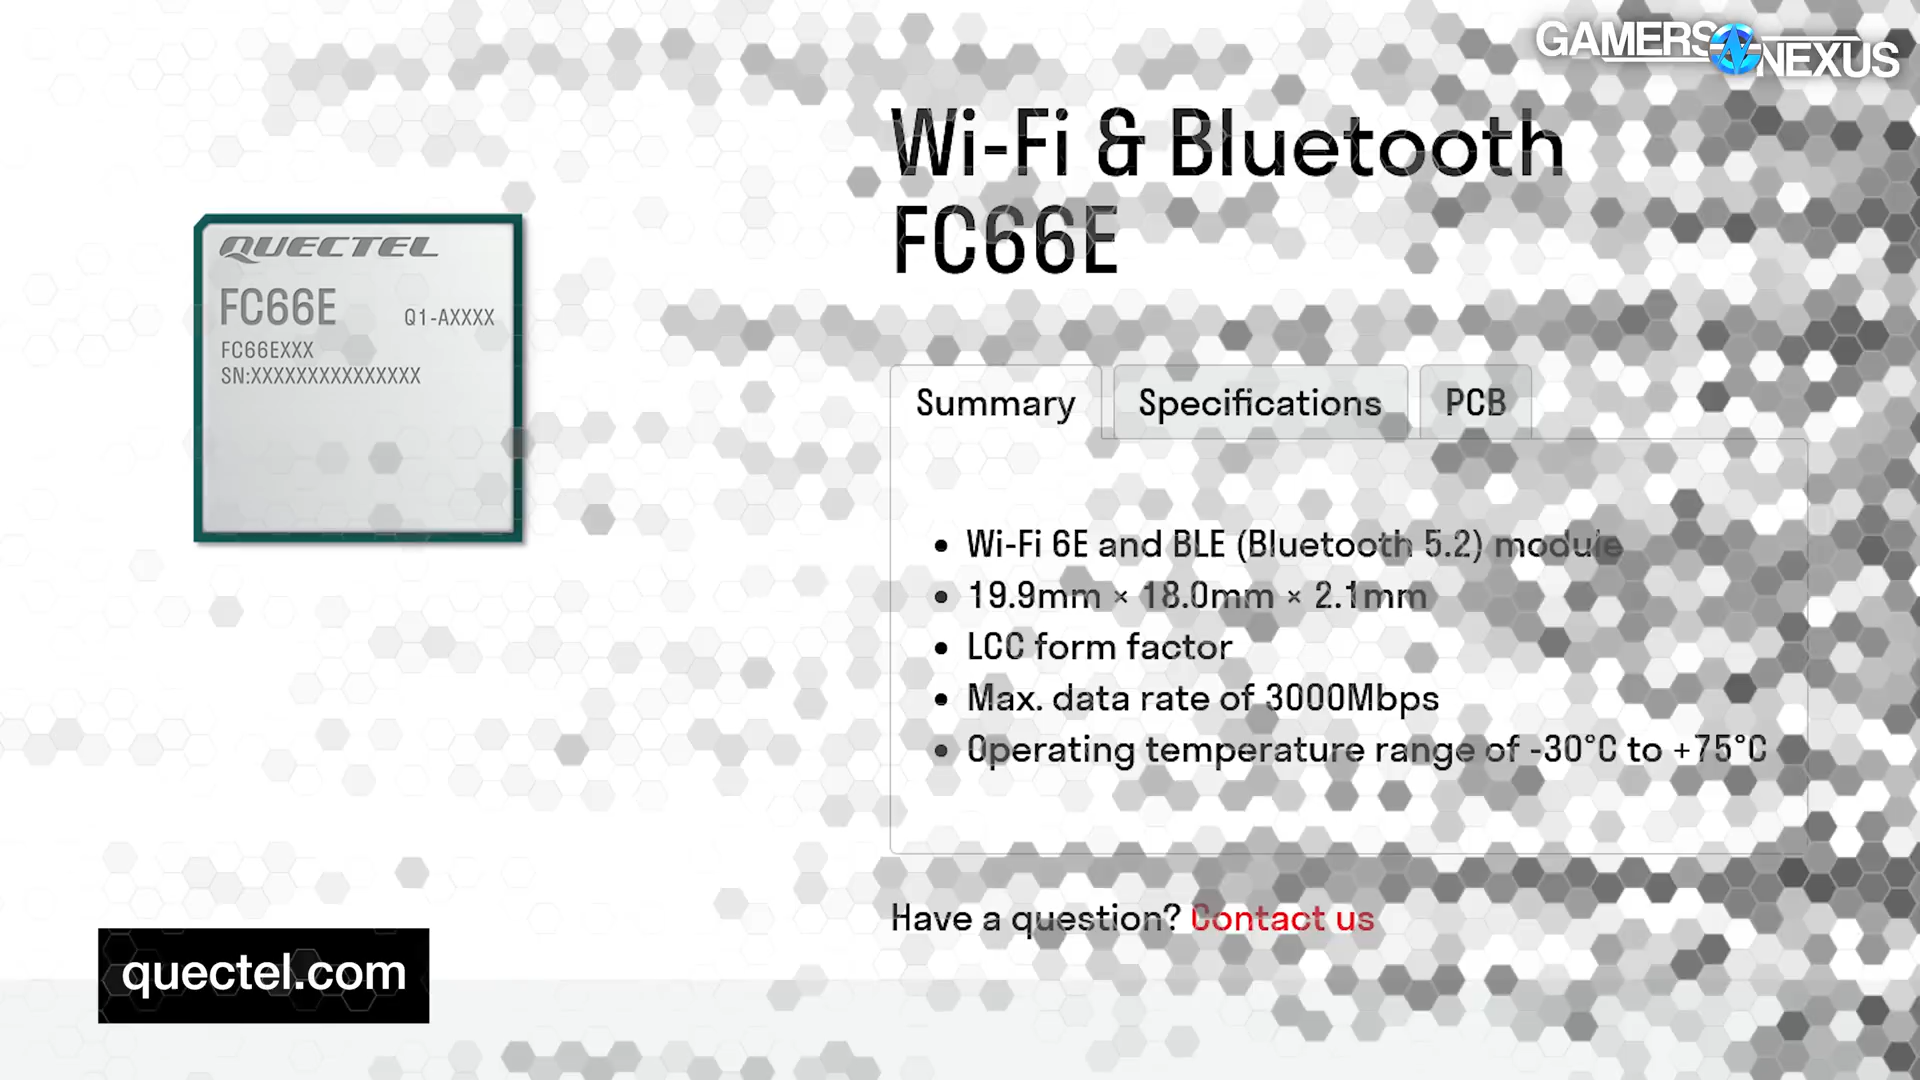 GAMERS NEXUS
Wi-Fi & Bluetooth
FC66E
QUECTEL
FC66E
Q1-AXXXX
FC66EXXX
SN:XXXXXXXXXXXXXXX
Summary
Specifications
PCB
• Wi-Fi 6E and BLE (Bluetooth 5.2) module
• 19.9mm × 18.0mm × 2.1mm
• LCC form factor
• Max. data rate of 3000Mbps
• Operating temperature range of -30°C to +75°C
Have a question? Contact us
quectel.com